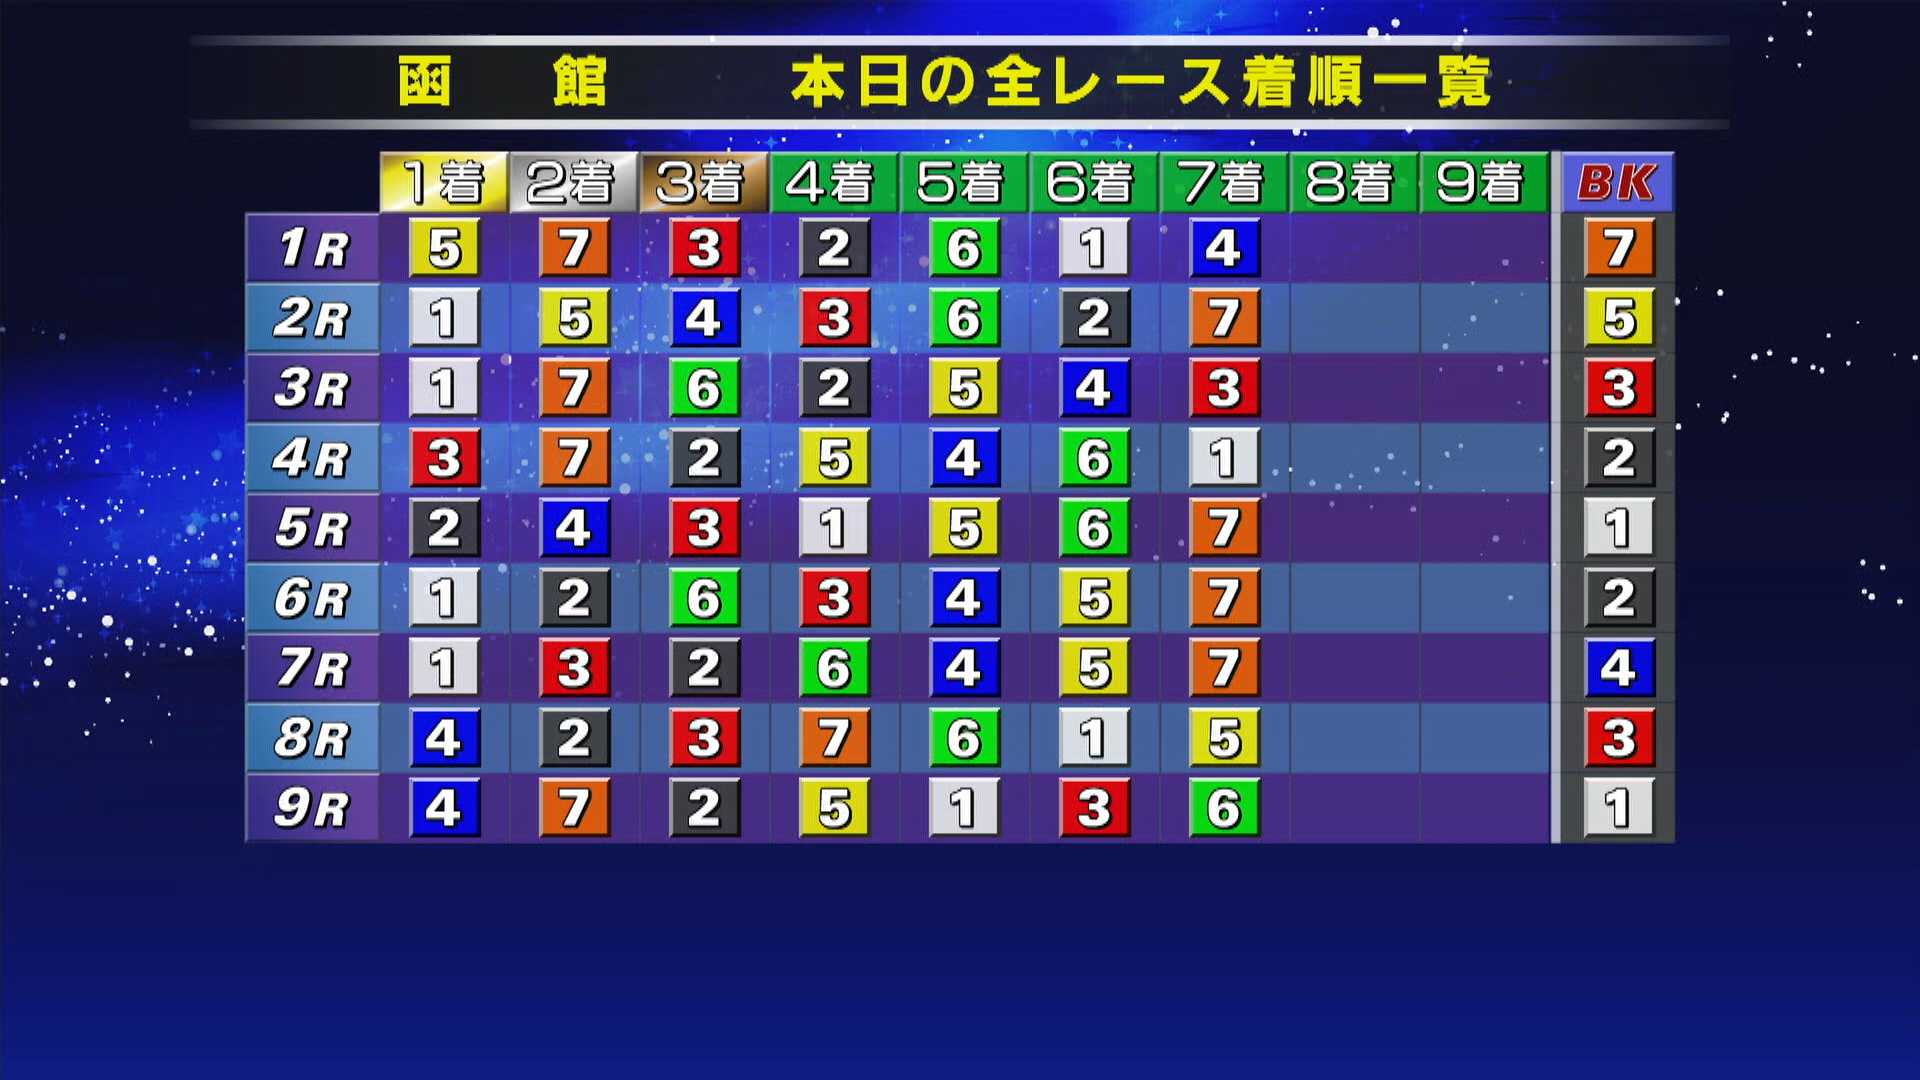 函館 本日の全レース着順一覧
1着 2着 3着 4着 5着 6着 7着 8着 9着 BK
1R 5 7 3 2 6 1 4 7
2R 1 5 4 3 6 2 7 5
3R 1 7 6 2 5 4 3 3
4R 3 7 2 5 4 6 1 2
5R 2 4 3 1 5 6 7 1
6R 1 2 6 3 4 5 7 2
7R 1 3 2 6 4 5 7 4
8R 4 2 3 7 6 1 5 3
9R 4 7 2 5 1 3 6 1